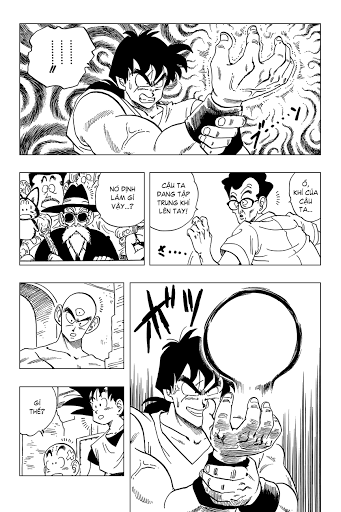 Ồ,
KHÍ CỦA
CẬU
TA...
CẬU TA
ĐANG TẬP
TRUNG KHÍ
LÊN TAY!
NÓ ĐỊNH
LÀM GÌ
VẬY...?
GÌ
THẾ?